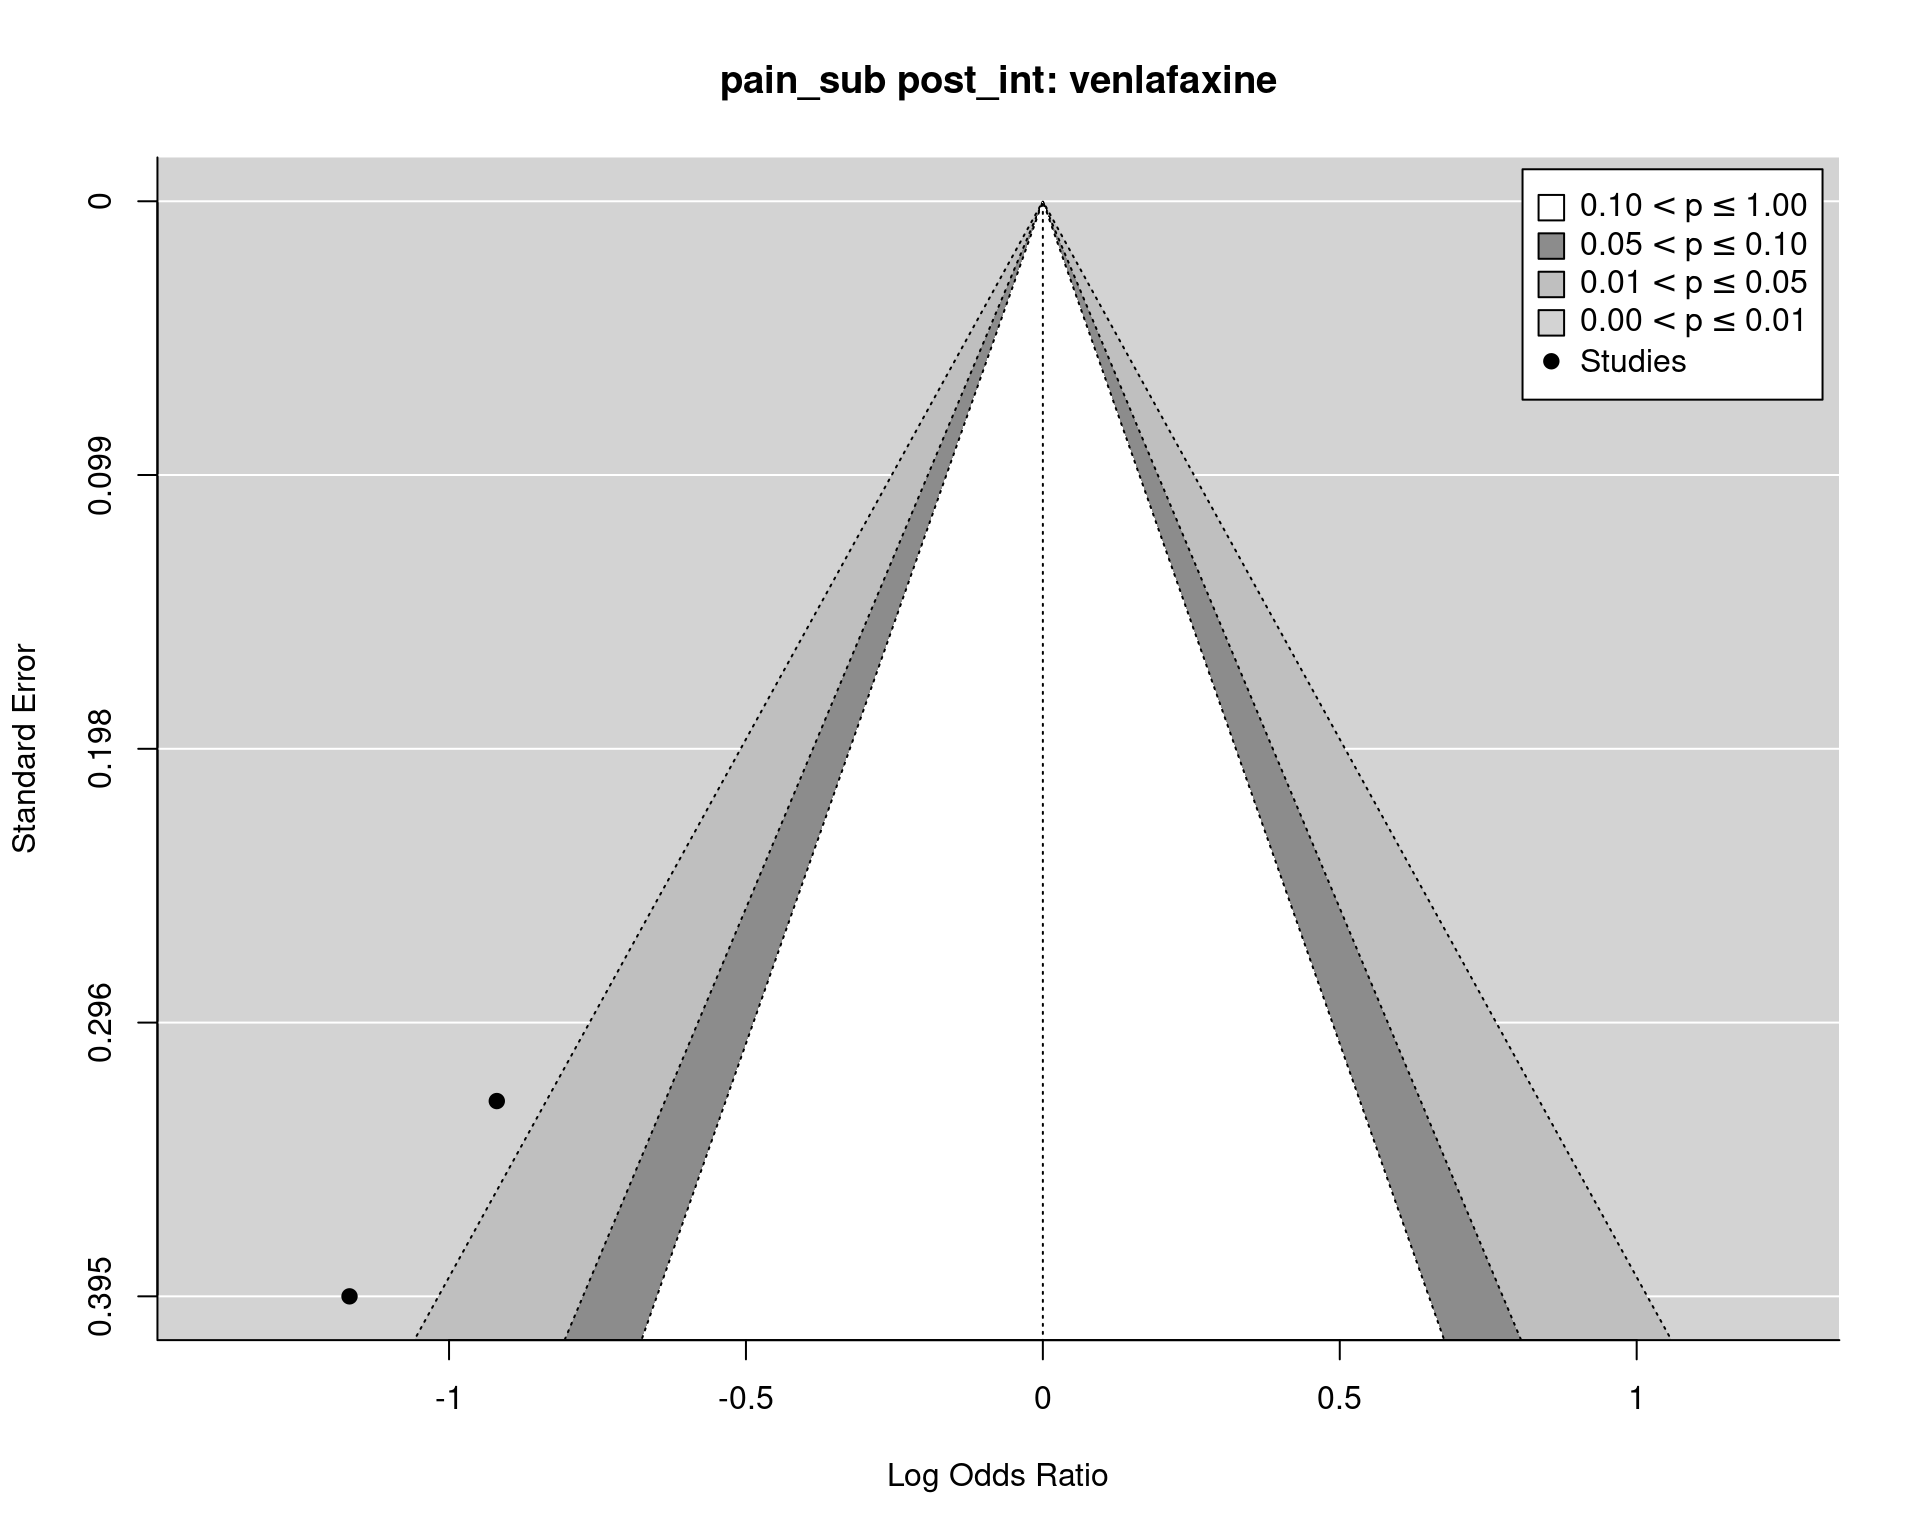 pain_sub post_int: venlafaxine
0.10 < p ≤ 1.00
0.05 < p ≤ 0.10
0.01 < p ≤ 0.05
0.00 < p ≤ 0.01
Studies
Standard Error
0
0.099
0.198
0.296
0.395
-1
-0.5
0
0.5
1
Log Odds Ratio